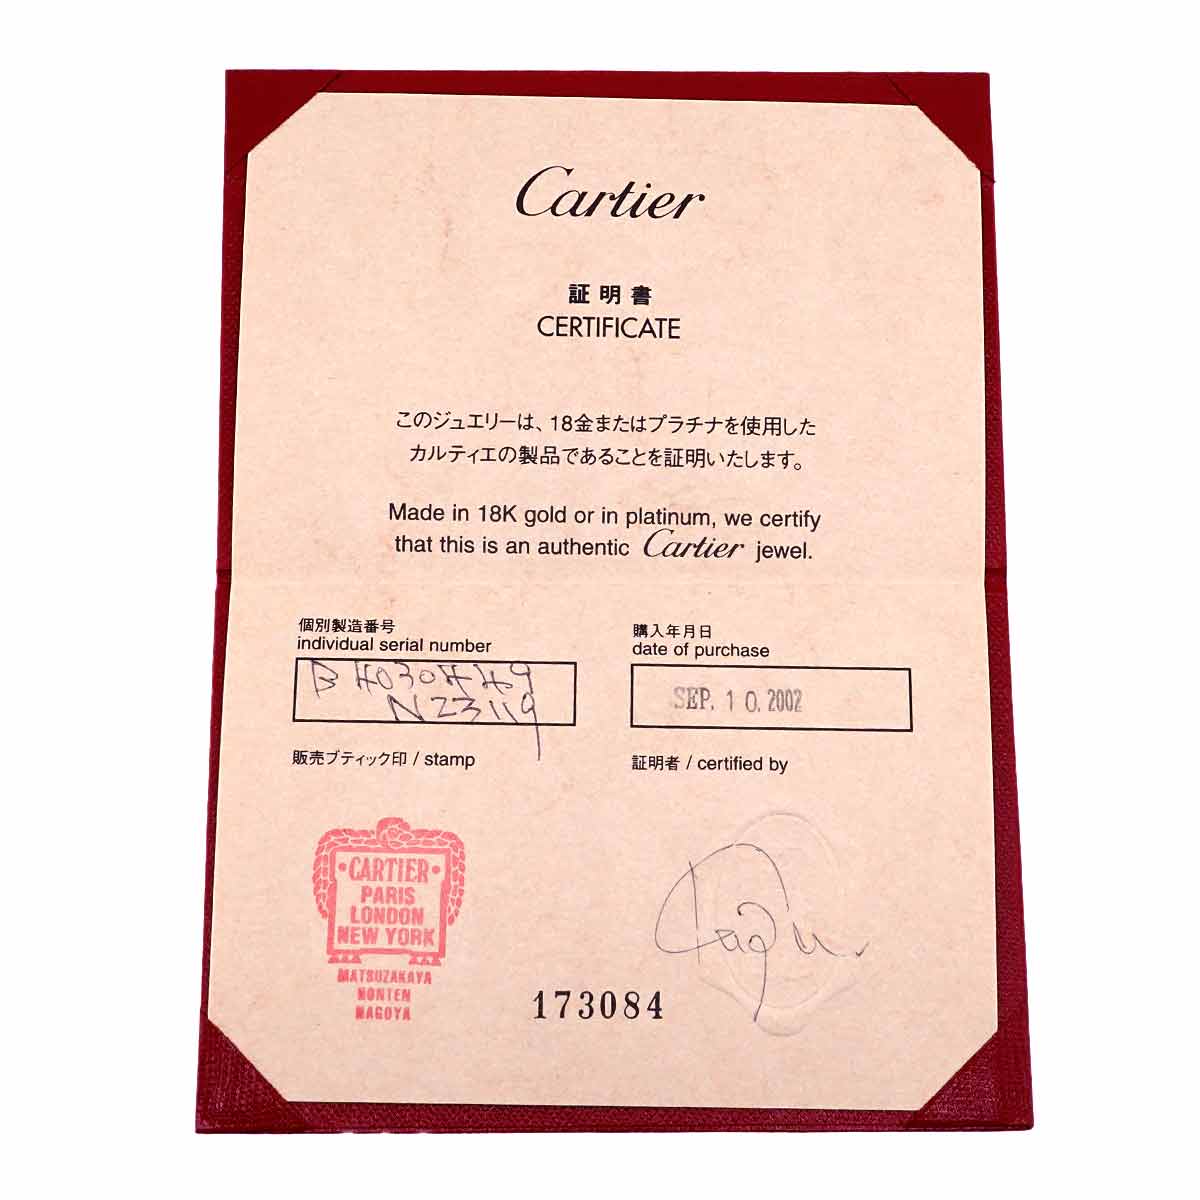 Cartier
証明書
CERTIFICATE
このジュエリーは、18金またはプラチナを使用した
カルティエの製品であることを証明いたします。
Made in 18K gold or in platinum, we certify
that this is an authentic Cartier jewel.
個別製造番号
individual serial number
B4030449
N23119
購入年月日
date of purchase
SEP. 10. 2002
販売ブティック印 / stamp
証明者 / certified by
・CARTIER・
PARIS
LONDON
NEW YORK
MATSUZAKAYA
HONTEN
NAGOYA
173084